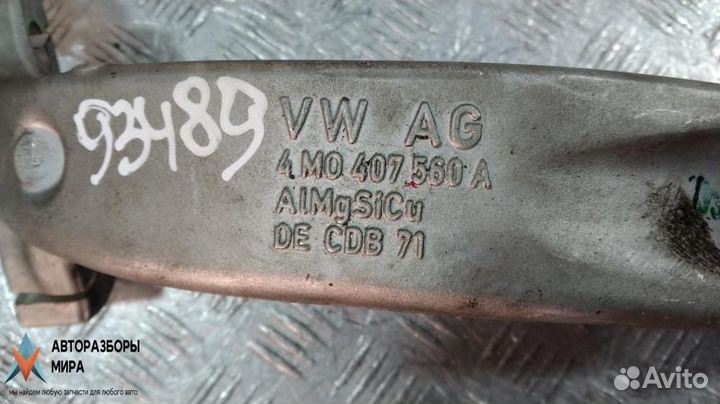 93489
VW AG
4M0 407 560 A
AlMgSiCu
DE CDB 71
АВТОРАЗБОРЫ
МИРА
мы найдем любую запчасти для любого авто
Avito